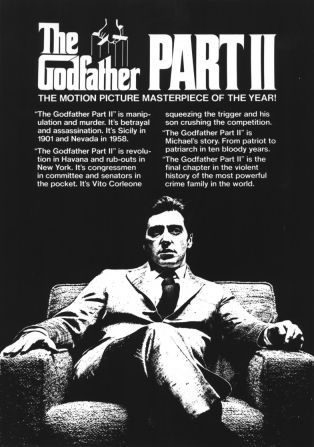 The
Godfather PART II
THE MOTION PICTURE MASTERPIECE OF THE YEAR!
"The Godfather Part II" is manip-
ulation and murder. It's betrayal
and assassination. It's Sicily in
1901 and Nevada in 1958.
"The Godfather Part II" is revolu-
tion in Havana and rub-outs in
New York. It's congressmen
in committee and senators in
the pocket. It's Vito Corleone
squeezing the trigger and his
son crushing the competition.
"The Godfather Part II" is
Michael's story. From patriot to
patriarch in ten bloody years.
"The Godfather Part II" is the
final chapter in the violent
history of the most powerful
crime family in the world.